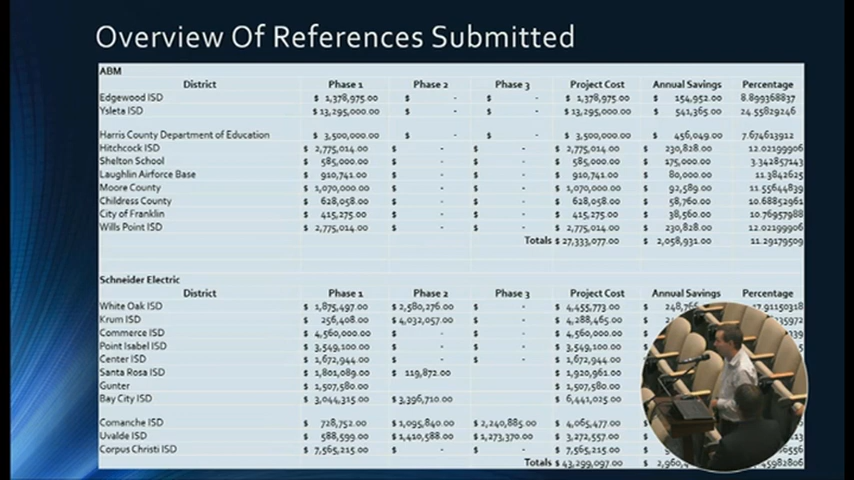 Overview Of References Submitted
ABM
District Phase 1 Phase 2 Phase 3 Project Cost Annual Savings Percentage
Edgewood ISD $ 1,378,975.00 $ - $ - $ 1,378,975.00 $ 154,952.00 8.899368837
Ysleta ISD $ 13,295,000.00 $ - $ - $ 13,295,000.00 $ 541,365.00 24.55829246
Harris County Department of Education $ 3,500,000.00 $ - $ - $ 3,500,000.00 $ 456,049.00 7.674613912
Hitchcock ISD $ 2,775,014.00 $ - $ - $ 2,775,014.00 $ 230,828.00 12.02199906
Shelton School $ 585,000.00 $ - $ - $ 585,000.00 $ 175,000.00 3.342857143
Laughlin Airforce Base $ 910,741.00 $ - $ - $ 910,741.00 $ 80,000.00 11.3842625
Moore County $ 1,070,000.00 $ - $ - $ 1,070,000.00 $ 92,589.00 11.55644839
Childress County $ 628,058.00 $ - $ - $ 628,058.00 $ 58,760.00 10.68852961
City of Franklin $ 415,275.00 $ - $ - $ 415,275.00 $ 38,560.00 10.76957988
Wills Point ISD $ 2,775,014.00 $ - $ - $ 2,775,014.00 $ 230,828.00 12.02199906
Totals $ 27,333,077.00 $ 2,058,931.00 11.29179509
Schneider Electric
District Phase 1 Phase 2 Phase 3 Project Cost Annual Savings Percentage
White Oak ISD $ 1,875,497.00 $ 2,580,276.00 $ - $ 4,455,773.00 $
Krum ISD $ 256,408.00 $ 4,032,057.00 $ - $ 4,288,465.00 $
Commerce ISD $ 4,560,000.00 $ - $ - $ 4,560,000.00
Point Isabel ISD $ 3,549,100.00 $ - $ - $ 3,549,100.00
Center ISD $ 1,672,944.00 $ - $ - $ 1,672,944.00
Santa Rosa ISD $ 1,801,089.00 $ 119,872.00 $ 1,920,961.00
Gunter $ 1,507,580.00 $ 1,507,580.00
Bay City ISD $ 3,044,315.00 $ 3,396,710.00 $ 6,441,025.00
Comanche ISD $ 728,752.00 $ 1,095,840.00 $ 2,240,885.00 $ 4,065,477.00
Uvalde ISD $ 588,599.00 $ 1,410,588.00 $ 1,273,370.00 $ 3,272,557.00
Corpus Christi ISD $ 7,565,215.00 $ - $ - $ 7,565,215.00
Totals $ 43,299,097.00